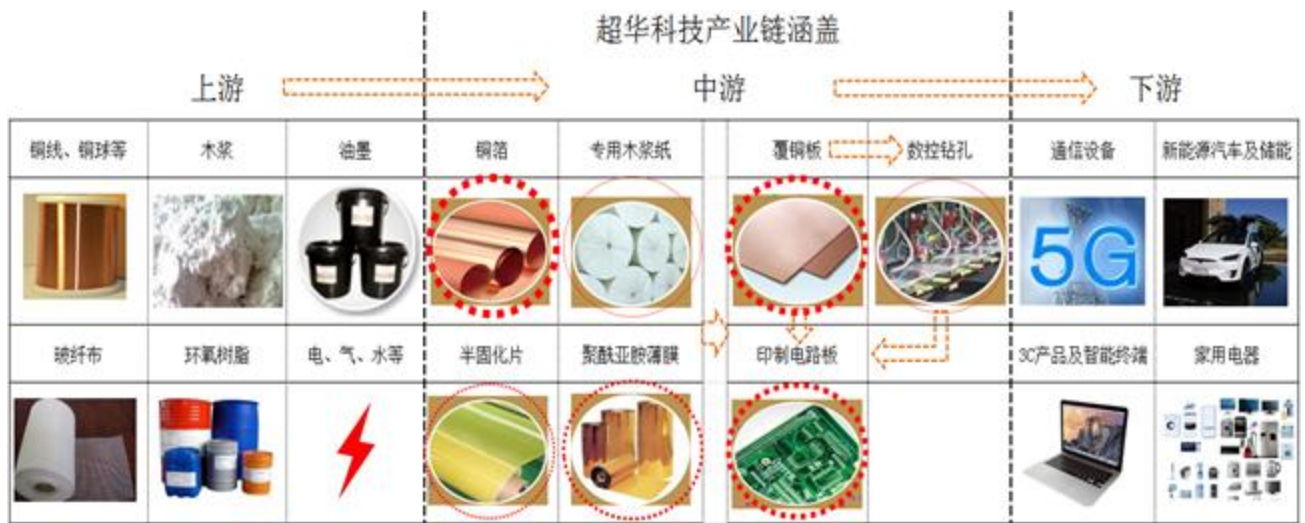 超华科技产业链涵盖
上游
中游
下游
铜线、铜球等
木浆
油墨
铜箔
专用木浆纸
覆铜板
数控钻孔
通信设备
新能源汽车及储能
5G
玻纤布
环氧树脂
电、气、水等
半固化片
聚酰亚胺薄膜
印制电路板
3C产品及智能终端
家用电器